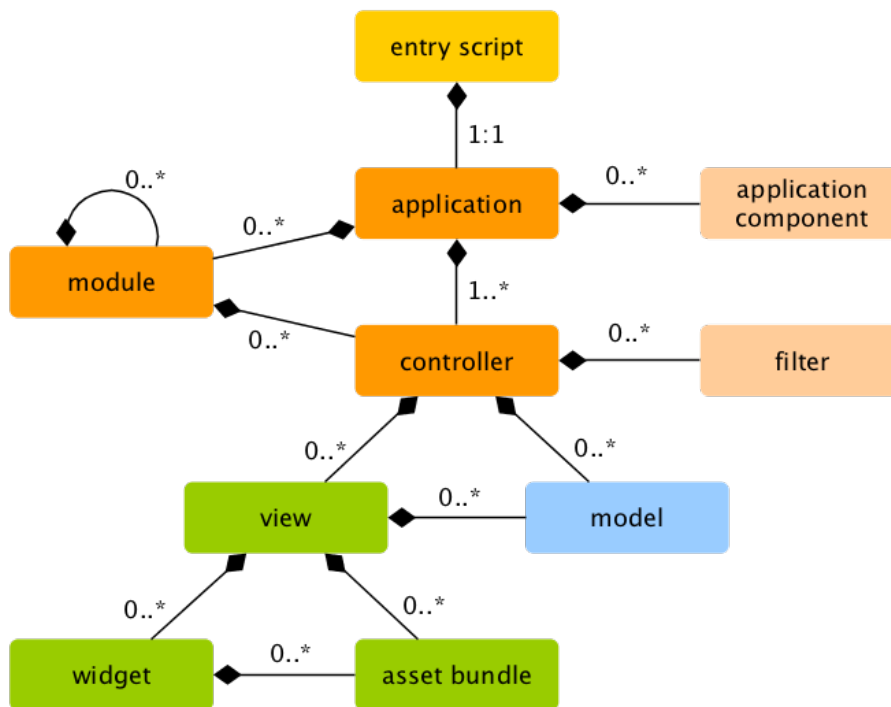 entry script
1:1
0..*
0..*
application
0..*
application
component
module
1..*
0..*
controller
0..*
filter
0..*
0..*
view
0..*
model
0..*
0..*
widget
0..*
asset bundle